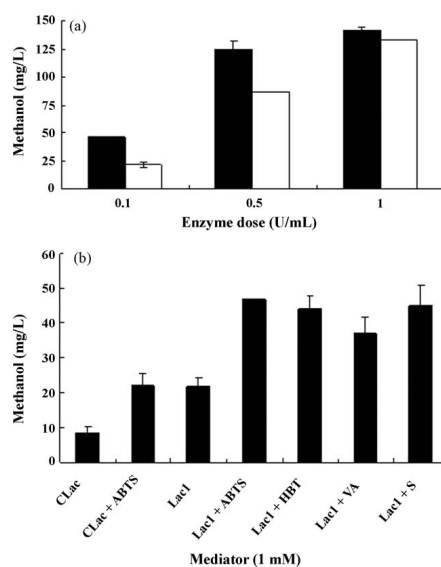 (a)
Methanol (mg/L)
150
125
100
75
50
25
0
0.1 0.5 1
Enzyme dose (U/mL)
(b)
Methanol (mg/L)
60
50
40
30
20
10
0
CLac CLac + ABTS Lac1 Lac1 + ABTS Lac1 + HBT Lac1 + VA Lac1 + S
Mediator (1 mM)